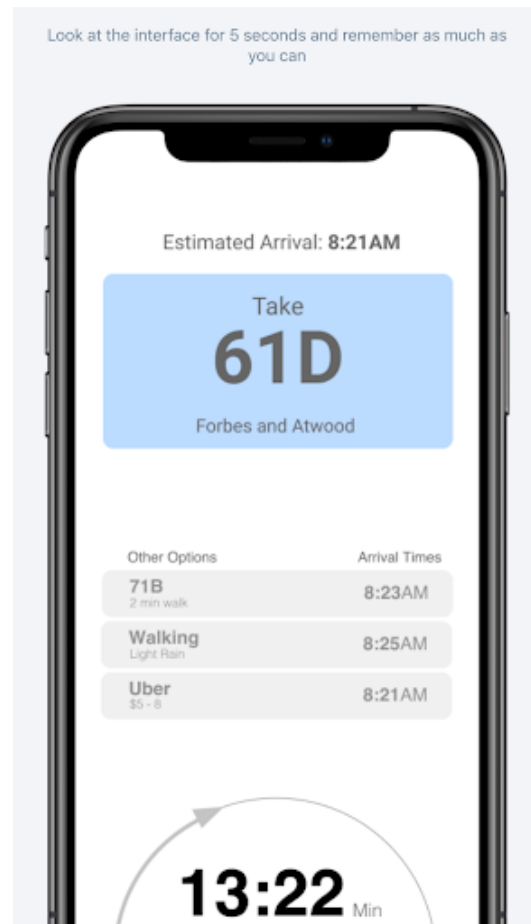 Look at the interface for 5 seconds and remember as much as
you can
Estimated Arrival: 8:21AM
Take
61D
Forbes and Atwood
Other Options Arrival Times
71B 8:23AM
2 min walk
Walking 8:25AM
Light Rain
Uber 8:21AM
$5 - 8
13:22 Min